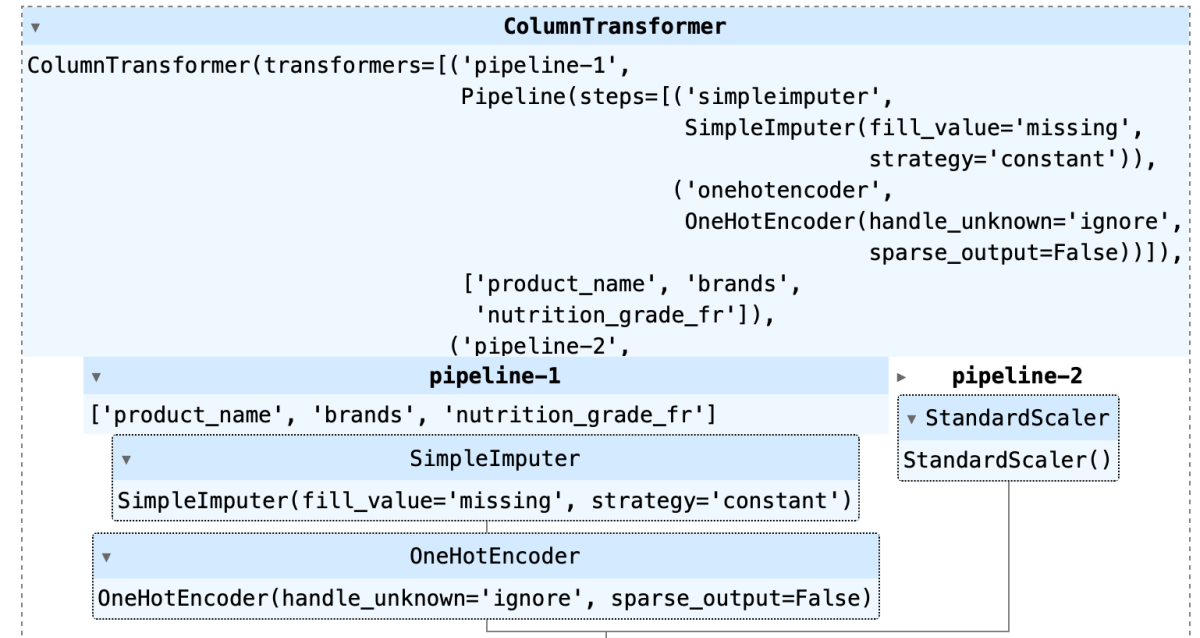 ColumnTransformer
ColumnTransformer(transformers=[('pipeline-1',
Pipeline(steps=[('simpleimputer',
SimpleImputer(fill_value='missing',
strategy='constant')),
('onehotencoder',
OneHotEncoder(handle_unknown='ignore',
sparse_output=False))]),
['product_name', 'brands',
'nutrition_grade_fr']),
('pipeline-2',
pipeline-1
['product_name', 'brands', 'nutrition_grade_fr']
SimpleImputer
SimpleImputer(fill_value='missing', strategy='constant')
OneHotEncoder
OneHotEncoder(handle_unknown='ignore', sparse_output=False)
pipeline-2
StandardScaler
StandardScaler()